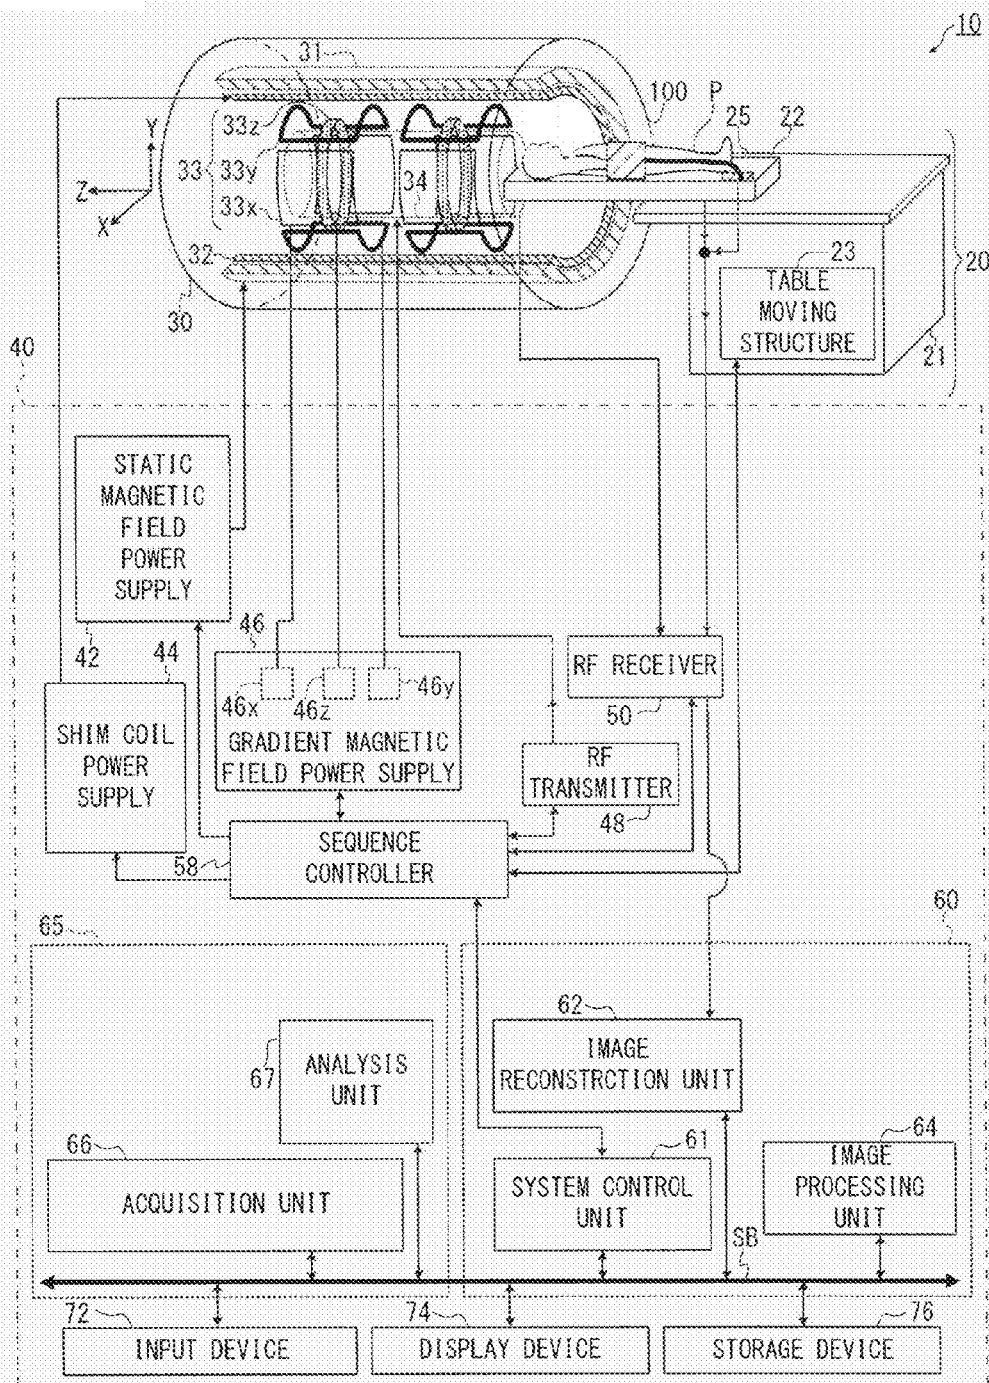 10
31
100
P
25
22
33z
Y
33
33y
Z
34
X
33x
32
23
20
TABLE
MOVING
STRUCTURE
30
21
40
STATIC
MAGNETIC
FIELD
POWER
SUPPLY
42
44
46
RF RECEIVER
46x
46z
46y
50
SHIM COIL
POWER
SUPPLY
GRADIENT MAGNETIC
FIELD POWER SUPPLY
RF
TRANSMITTER
48
58
SEQUENCE
CONTROLLER
65
60
62
67
ANALYSIS
UNIT
IMAGE
RECONSTRCTION UNIT
66
61
64
ACQUISITION UNIT
SYSTEM CONTROL
UNIT
IMAGE
PROCESSING
UNIT
SB
72
74
76
INPUT DEVICE
DISPLAY DEVICE
STORAGE DEVICE